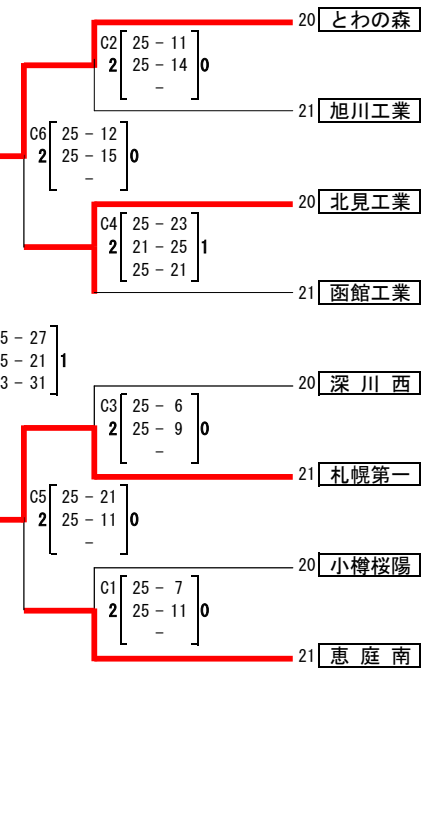 20 とわの森
C2 25 - 11
2 25 - 14 0
-
21 旭川工業
C6 25 - 12
2 25 - 15 0
-
20 北見工業
C4 25 - 23
2 21 - 25 1
25 - 21
21 函館工業
5 - 27
5 - 21 1
3 - 31
20 深川西
C3 25 - 6
2 25 - 9 0
-
21 札幌第一
C5 25 - 21
2 25 - 11 0
-
20 小樽桜陽
C1 25 - 7
2 25 - 11 0
-
21 恵庭南